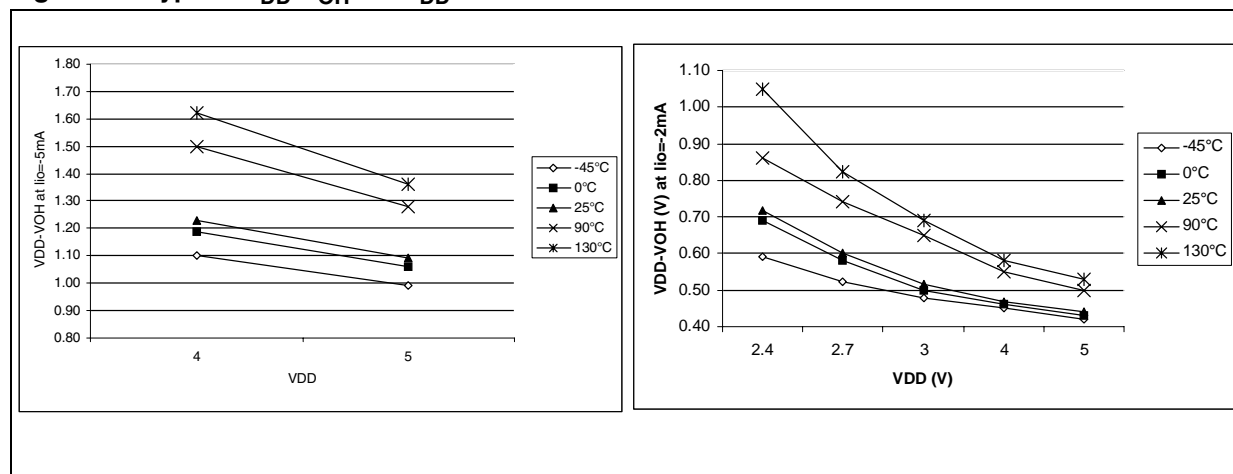 DD OH DD
1.80
1.70
1.60
1.50
1.40
1.30
1.20
1.10
1.00
0.90
0.80
VDD-VOH at Iio=-5mA
4 5
VDD
-45°C
0°C
25°C
90°C
130°C
1.10
1.00
0.90
0.80
0.70
0.60
0.50
0.40
VDD-VOH (V) at Iio=-2mA
2.4 2.7 3 4 5
VDD (V)
-45°C
0°C
25°C
90°C
130°C